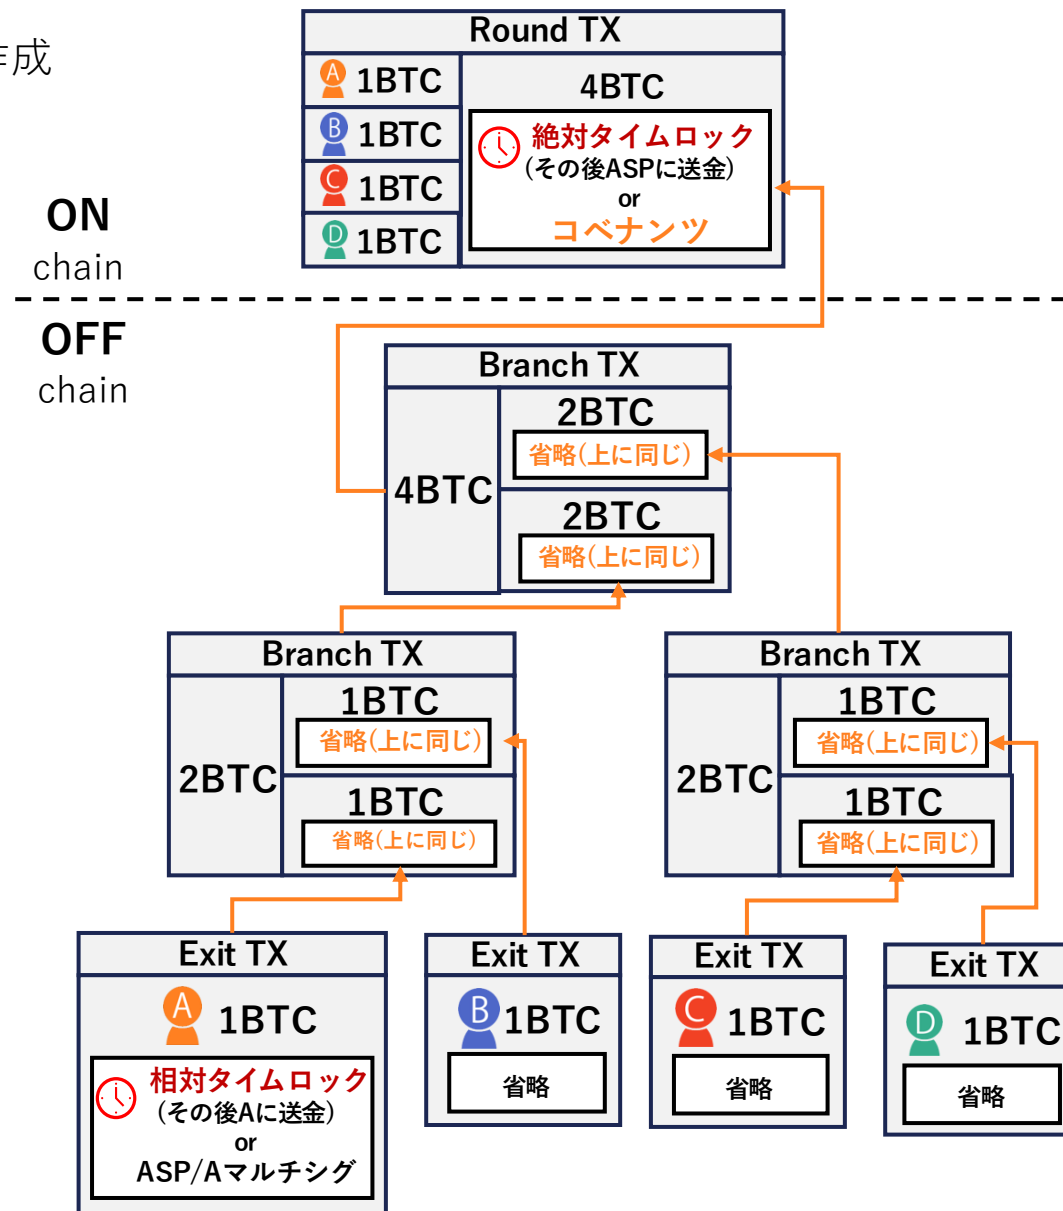 成
Round TX
A 1BTC
B 1BTC
C 1BTC
D 1BTC
4BTC
絶対タイムロック
(その後ASPに送金)
or
コベナンツ
ON
chain
OFF
chain
Branch TX
4BTC
2BTC
省略(上に同じ)
2BTC
省略(上に同じ)
Branch TX
2BTC
1BTC
省略(上に同じ)
1BTC
省略(上に同じ)
Branch TX
2BTC
1BTC
省略(上に同じ)
1BTC
省略(上に同じ)
Exit TX
A 1BTC
相対タイムロック
(その後Aに送金)
or
ASP/Aマルチシグ
Exit TX
B 1BTC
省略
Exit TX
C 1BTC
省略
Exit TX
D 1BTC
省略